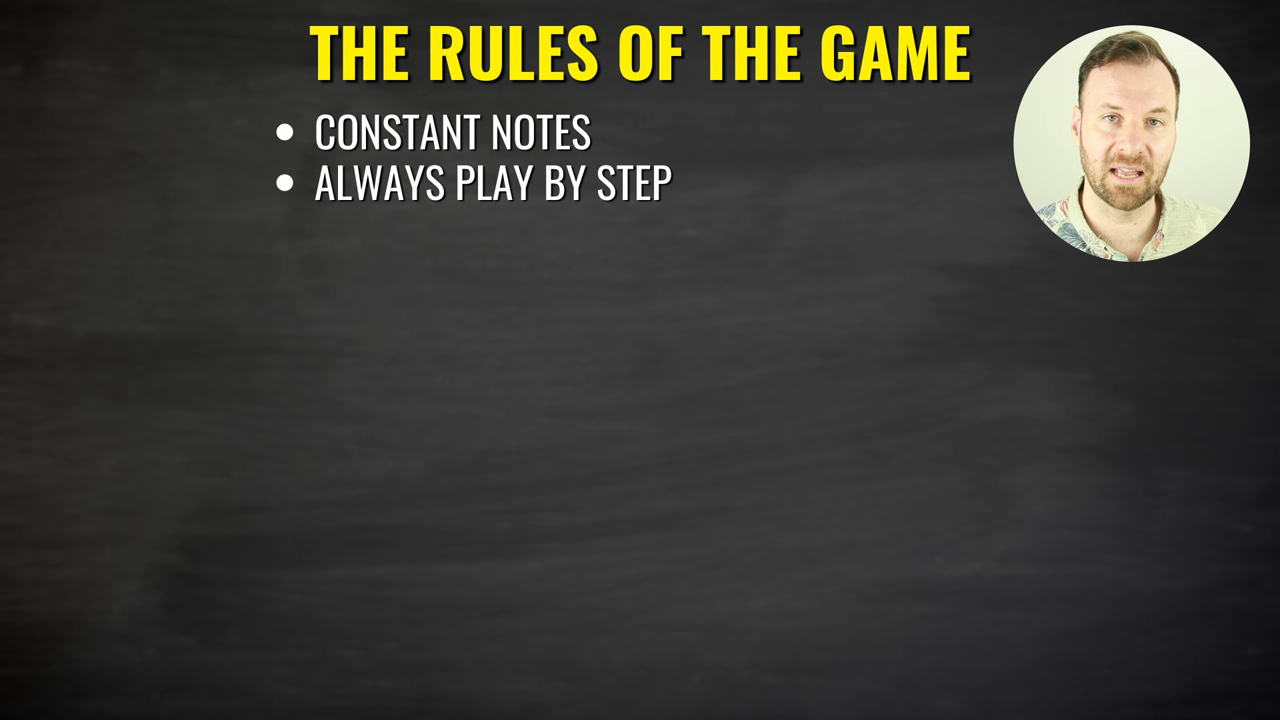 THE RULES OF THE GAME
• CONSTANT NOTES
• ALWAYS PLAY BY STEP